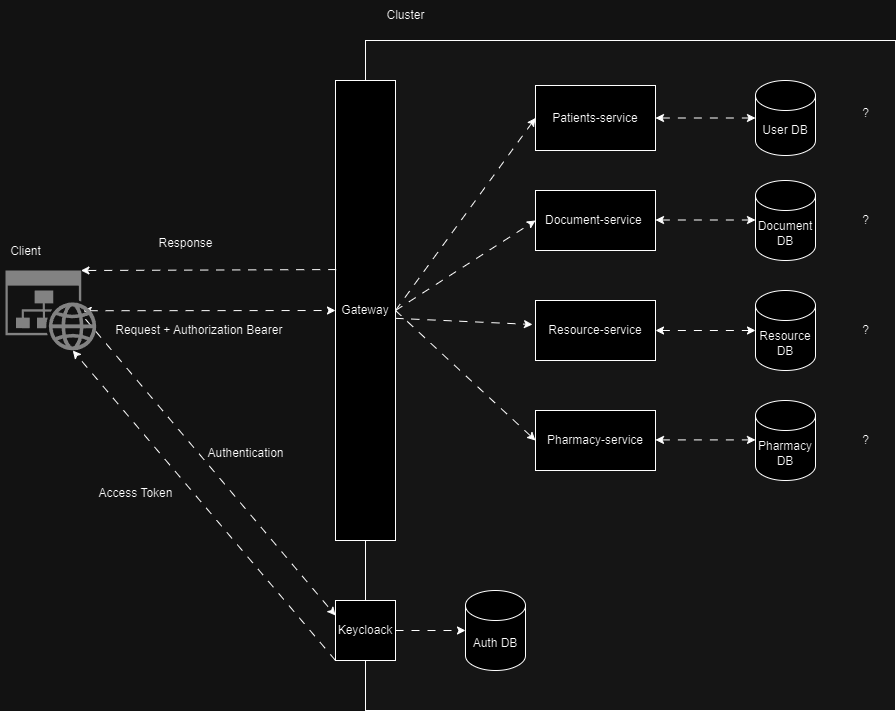 Cluster
Patients-service
User DB
?
Document-service
Document
DB
?
Response
Client
Gateway
Request + Authorization Bearer
Resource-service
Resource
DB
?
Pharmacy-service
Pharmacy
DB
?
Authentication
Access Token
Keycloack
Auth DB